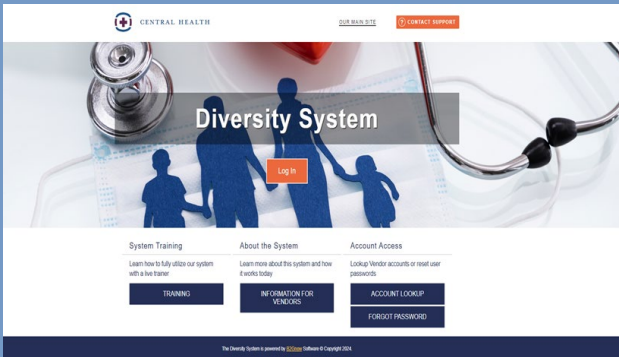 CENTRAL HEALTH
OUR MAIN SITE
? CONTACT SUPPORT
Diversity System
Log In
System Training
Learn how to fully utilize our system
with a live trainer
TRAINING
About the System
Learn more about this system and how
it works today
INFORMATION FOR
VENDORS
Account Access
Lookup Vendor accounts or reset user
passwords
ACCOUNT LOOKUP
FORGOT PASSWORD
The Diversity System is powered by B2Gnow Software © Copyright 2024